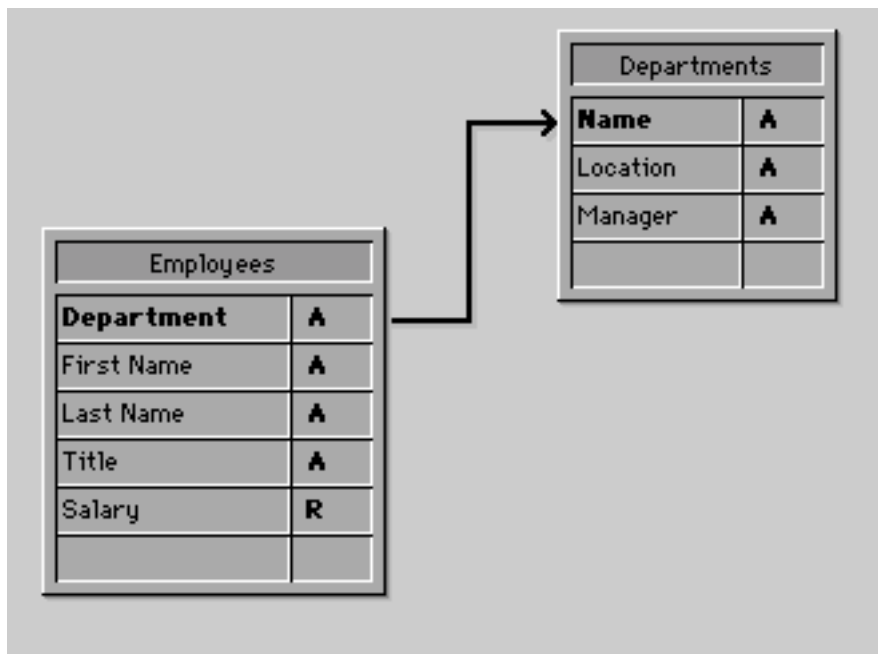 Departments
Name A
Location A
Manager A
Employees
Department A
First Name A
Last Name A
Title A
Salary R